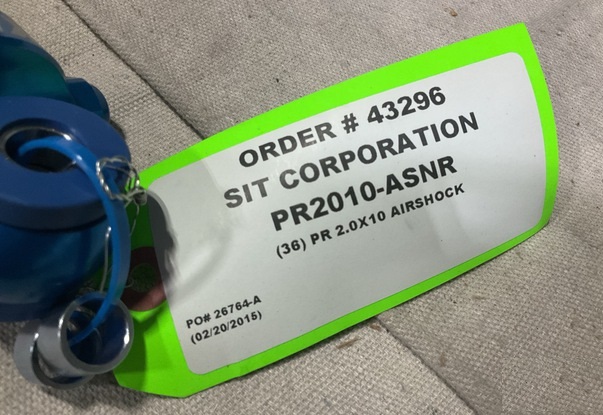 ORDER # 43296
SIT CORPORATION
PR2010-ASNR
(36) PR 2.0X10 AIRSHOCK
PO# 26764-A
(02/20/2015)